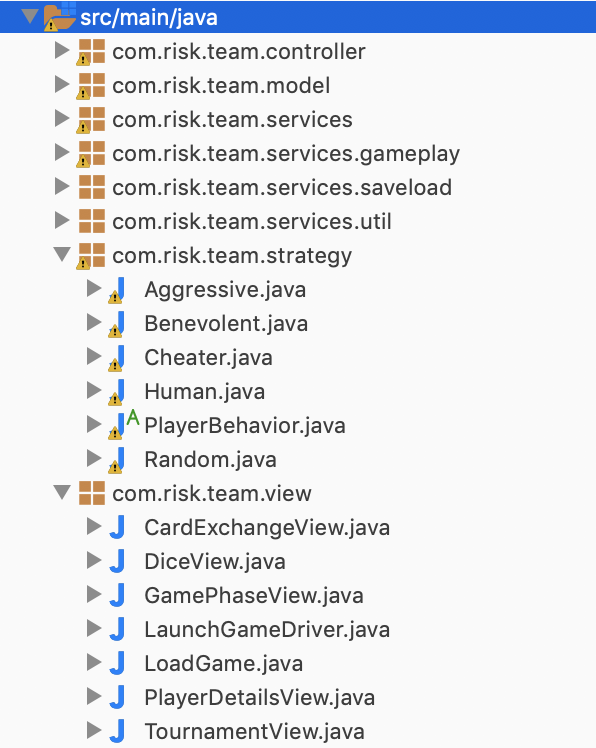 src/main/java
com.risk.team.controller
com.risk.team.model
com.risk.team.services
com.risk.team.services.gameplay
com.risk.team.services.saveload
com.risk.team.services.util
com.risk.team.strategy
Aggressive.java
Benevolent.java
Cheater.java
Human.java
A PlayerBehavior.java
Random.java
com.risk.team.view
CardExchangeView.java
DiceView.java
GamePhaseView.java
LaunchGameDriver.java
LoadGame.java
PlayerDetailsView.java
TournamentView.java